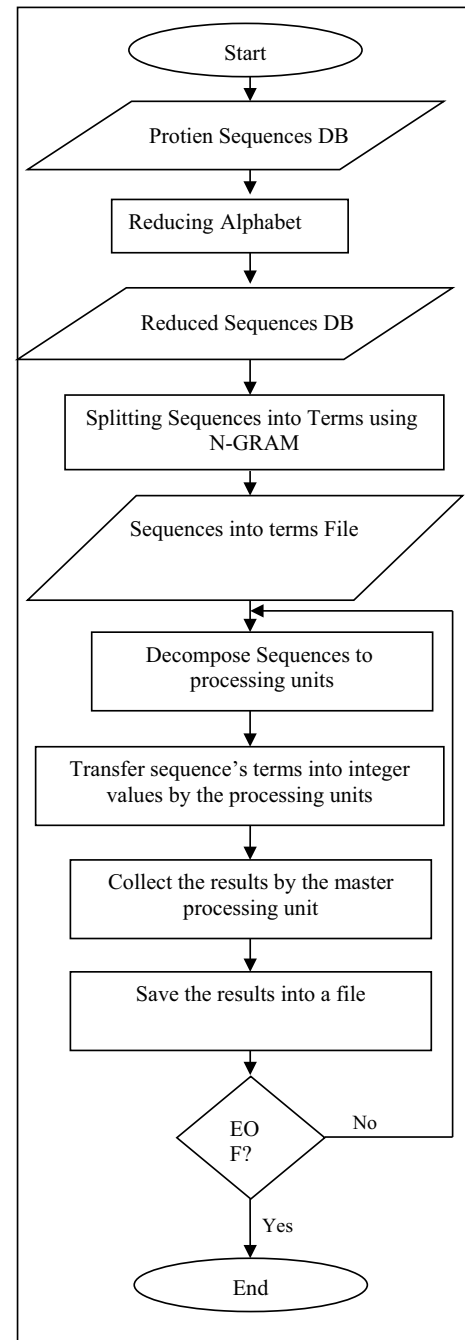 Start
Protien Sequences DB
Reducing Alphabet
Reduced Sequences DB
Splitting Sequences into Terms using
N-GRAM
Sequences into terms File
Decompose Sequences to
processing units
Transfer sequence’s terms into integer
values by the processing units
Collect the results by the master
processing unit
Save the results into a file
EO
F?
No
Yes
End